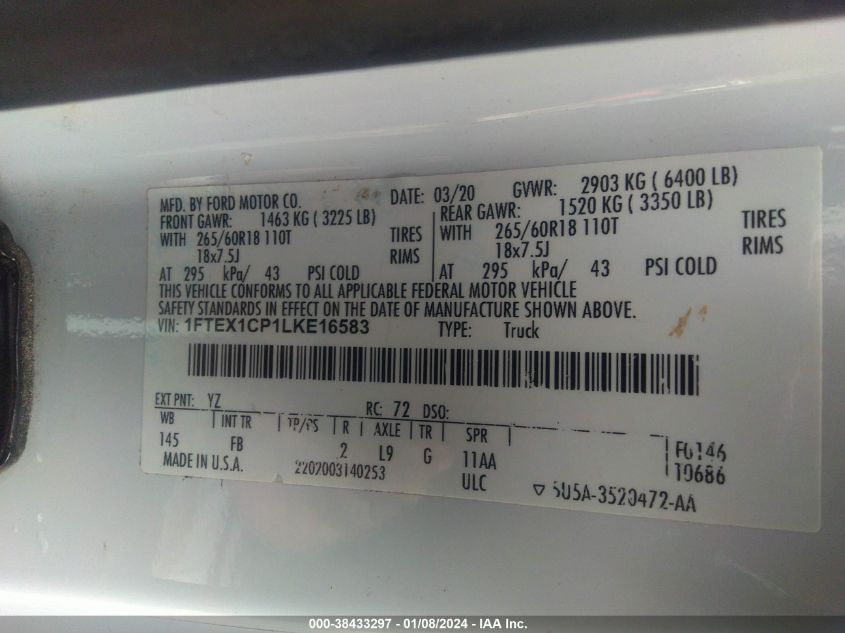 MFD. BY FORD MOTOR CO. DATE: 03/20 GVWR: 2903 KG ( 6400 LB)
FRONT GAWR: 1463 KG ( 3225 LB) REAR GAWR: 1520 KG ( 3350 LB)
WITH 265/60R18 110T TIRES WITH 265/60R18 110T TIRES
18x7.5J RIMS 18x7.5J RIMS
AT 295 kPa/ 43 PSI COLD AT 295 kPa/ 43 PSI COLD
THIS VEHICLE CONFORMS TO ALL APPLICABLE FEDERAL MOTOR VEHICLE
SAFETY STANDARDS IN EFFECT ON THE DATE OF MANUFACTURE SHOWN ABOVE.
VIN: 1FTEX1CP1LKE16583 TYPE: Truck
EXT PNT: YZ RC: 72 DSO:
WB INT TR TP/PS R AXLE TR SPR
145 FB 2 L9 G 11AA F0146
MADE IN U.S.A. 2202003140253 ULC T0686
▽ 5U5A-3520472-AA
000-38433297 - 01/08/2024 - IAA Inc.